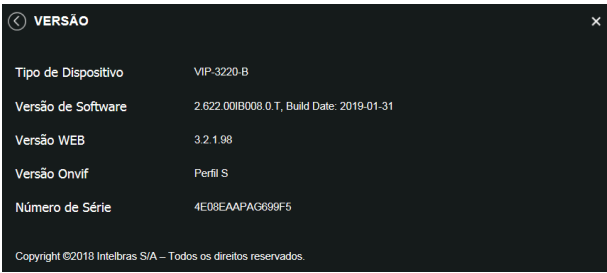 VERSÃO
Tipo de Dispositivo VIP-3220-B
Versão de Software 2.622.00IB008.0.T, Build Date: 2019-01-31
Versão WEB 3.2.1.98
Versão Onvif Perfil S
Número de Série 4E08EAAPAG699F5
Copyright ©2018 Intelbras S/A – Todos os direitos reservados.